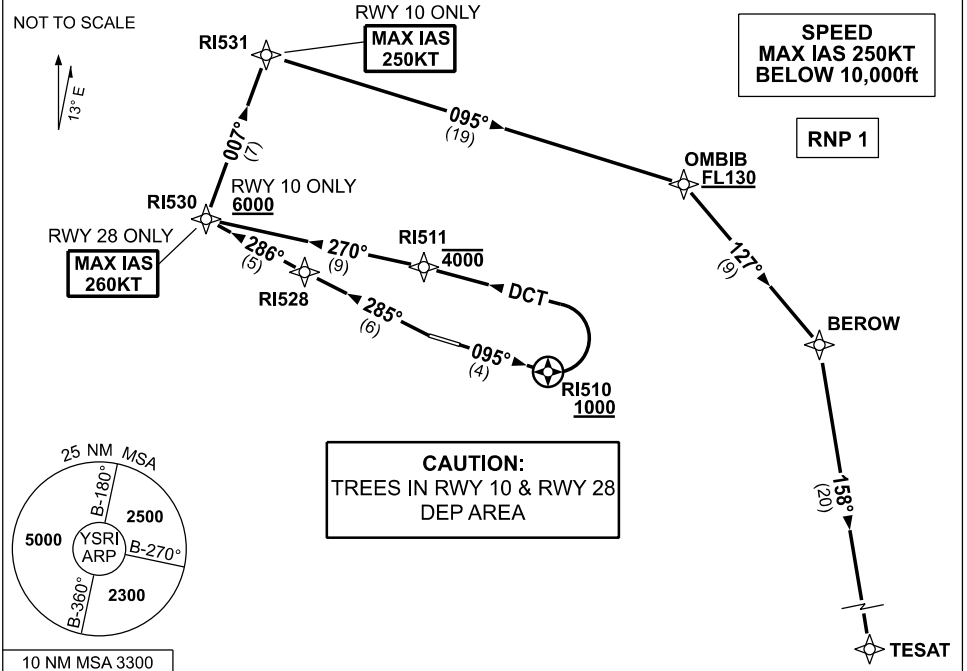 NOT TO SCALE
13° E
RWY 10 ONLY
MAX IAS
250KT
RI531
SPEED
MAX IAS 250KT
BELOW 10,000ft
RNP 1
095°
(19)
007°
(7)
OMBIB
FL130
RWY 10 ONLY
6000
RI530
RWY 28 ONLY
MAX IAS
260KT
286°
(5)
270°
(9)
RI511
4000
RI528
DCT
285°
(6)
095°
(4)
RI510
1000
127°
(9)
BEROW
CAUTION:
TREES IN RWY 10 & RWY 28
DEP AREA
158°
(20)
25 NM MSA
B-180°
2500
5000
YSRI
ARP
B-270°
B-360°
2300
10 NM MSA 3300
TESAT